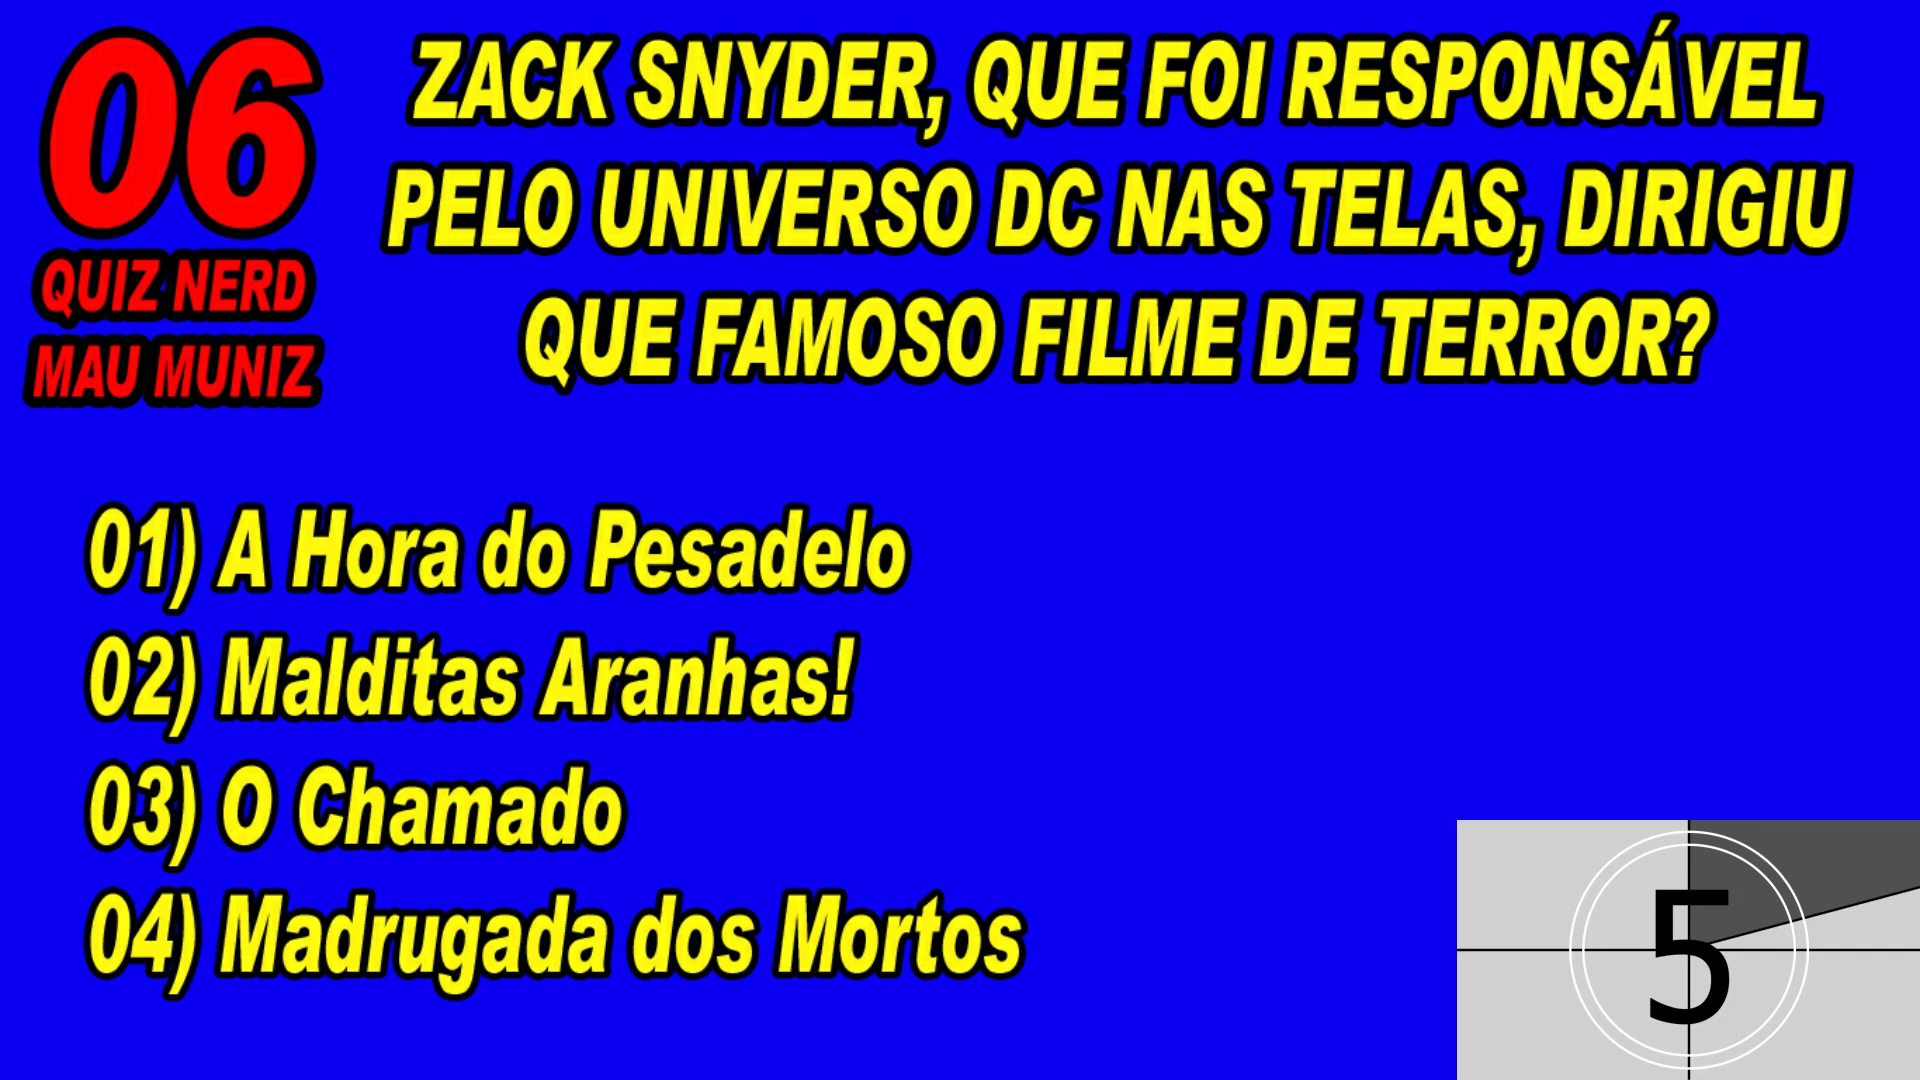 06
QUIZ NERD
MAU MUNIZ
ZACK SNYDER, QUE FOI RESPONSÁVEL
PELO UNIVERSO DC NAS TELAS, DIRIGIU
QUE FAMOSO FILME DE TERROR?
01) A Hora do Pesadelo
02) Malditas Aranhas!
03) O Chamado
04) Madrugada dos Mortos
5